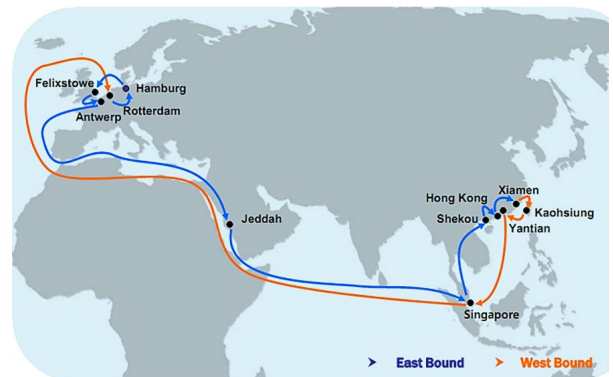 Felixstowe
Hamburg
Rotterdam
Antwerp
Jeddah
Xiamen
Hong Kong
Kaohsiung
Shekou
Yantian
Singapore
East Bound
West Bound